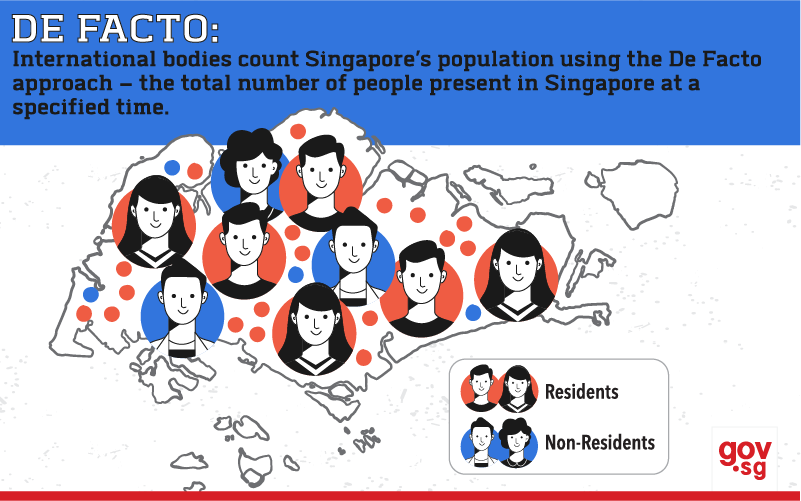 DE FACTO:
International bodies count Singapore’s population using the De Facto
approach – the total number of people present in Singapore at a
specified time.
Residents
Non-Residents
gov
.sg